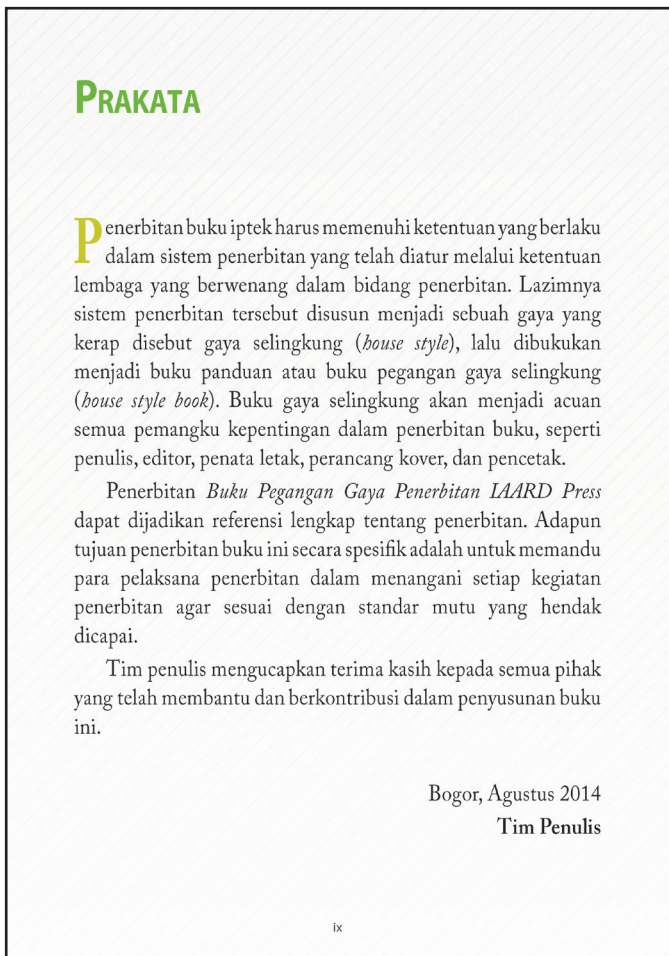 PRAKATA
Penerbitan buku iptek harus memenuhi ketentuan yang berlaku
dalam sistem penerbitan yang telah diatur melalui ketentuan
lembaga yang berwenang dalam bidang penerbitan. Lazimnya
sistem penerbitan tersebut disusun menjadi sebuah gaya yang
kerap disebut gaya selingkung (house style), lalu dibukukan
menjadi buku panduan atau buku pegangan gaya selingkung
(house style book). Buku gaya selingkung akan menjadi acuan
semua pemangku kepentingan dalam penerbitan buku, seperti
penulis, editor, penata letak, perancang kover, dan pencetak.
Penerbitan Buku Pegangan Gaya Penerbitan IAARD Press
dapat dijadikan referensi lengkap tentang penerbitan. Adapun
tujuan penerbitan buku ini secara spesifik adalah untuk memandu
para pelaksana penerbitan dalam menangani setiap kegiatan
penerbitan agar sesuai dengan standar mutu yang hendak
dicapai.
Tim penulis mengucapkan terima kasih kepada semua pihak
yang telah membantu dan berkontribusi dalam penyusunan buku
ini.
Bogor, Agustus 2014
Tim Penulis
ix